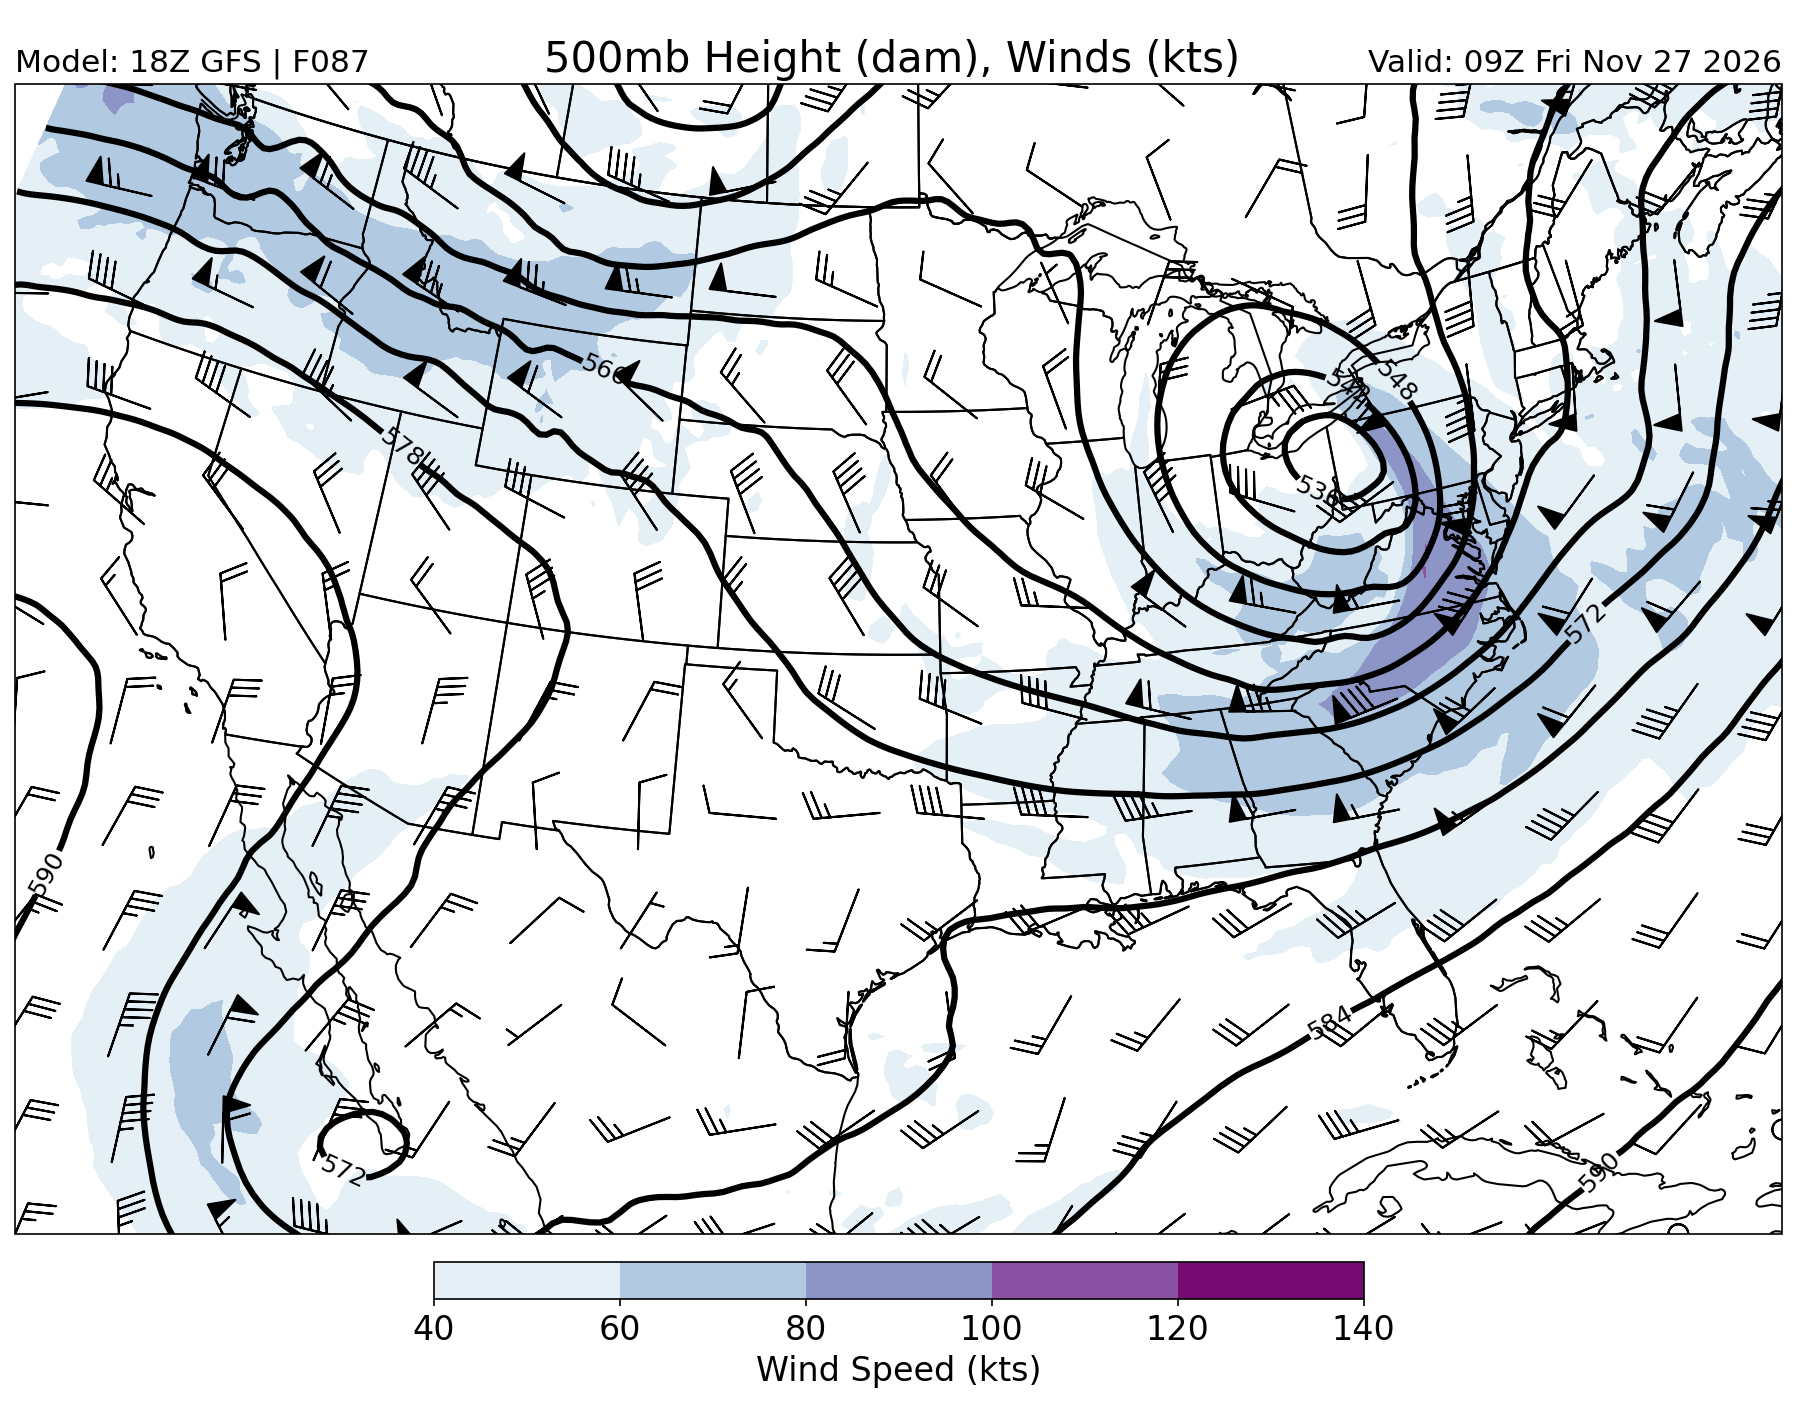 Model: 18Z GFS | F087
500mb Height (dam), Winds (kts)
Valid: 09Z Fri Nov 27 2026
566
548
578
572
590
584
572
590
40 60 80 100 120 140
Wind Speed (kts)